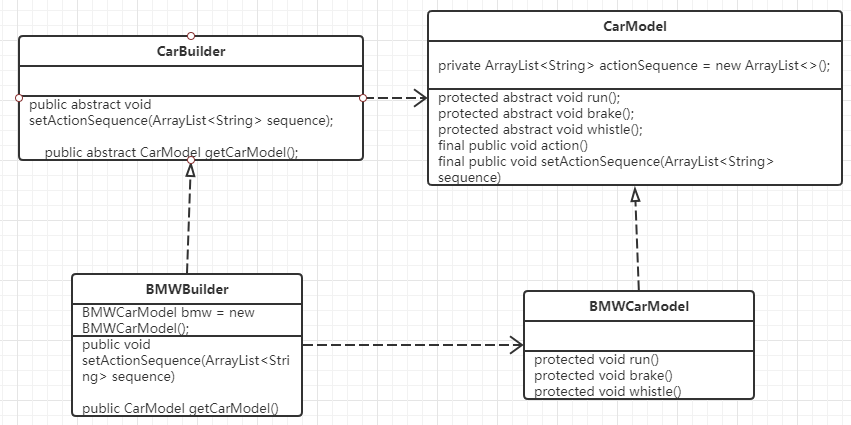 CarBuilder
public abstract void
setActionSequence(ArrayList<String> sequence);
public abstract CarModel getCarModel();
CarModel
private ArrayList<String> actionSequence = new ArrayList<>();
protected abstract void run();
protected abstract void brake();
protected abstract void whistle();
final public void action()
final public void setActionSequence(ArrayList<String>
sequence)
BMWBuilder
BMWCarModel bmw = new
BMWCarModel();
public void
setActionSequence(ArrayList<Stri
ng> sequence)
public CarModel getCarModel()
BMWCarModel
protected void run()
protected void brake()
protected void whistle()